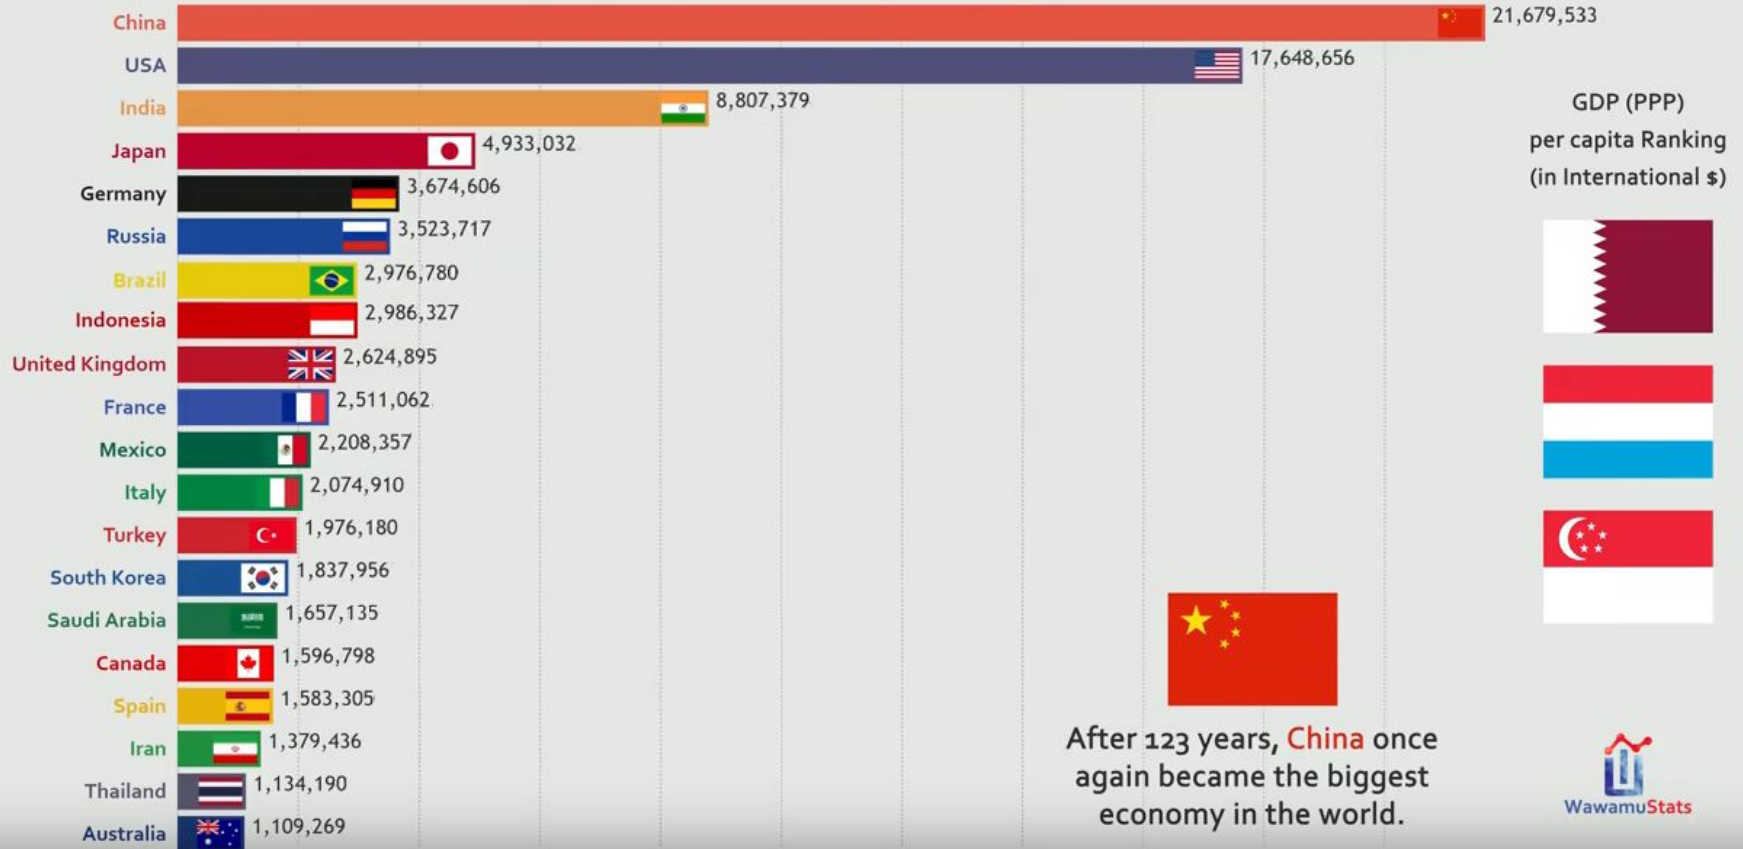 China 21,679,533
USA 17,648,656
India 8,807,379
Japan 4,933,032
Germany 3,674,606
Russia 3,523,717
Brazil 2,976,780
Indonesia 2,986,327
United Kingdom 2,624,895
France 2,511,062
Mexico 2,208,357
Italy 2,074,910
Turkey 1,976,180
South Korea 1,837,956
Saudi Arabia 1,657,135
Canada 1,596,798
Spain 1,583,305
Iran 1,379,436
Thailand 1,134,190
Australia 1,109,269
GDP (PPP)
per capita Ranking
(in International $)
After 123 years, China once
again became the biggest
economy in the world.
WawamuStats